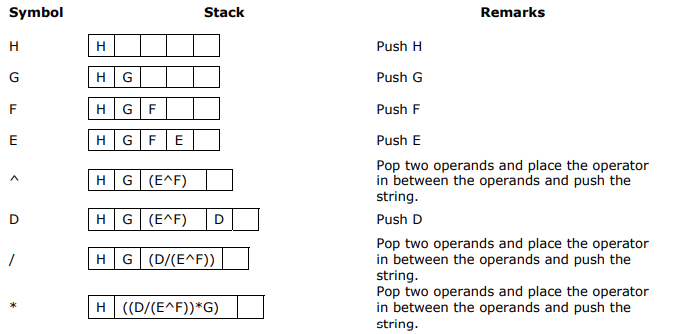 Symbol Stack Remarks
H H Push H
G H G Push G
F H G F Push F
E H G F E Push E
^ H G (E^F) Pop two operands and place the operator
in between the operands and push the
string.
D H G (E^F) D Push D
/ H G (D/(E^F)) Pop two operands and place the operator
in between the operands and push the
string.
* H ((D/(E^F))*G) Pop two operands and place the operator
in between the operands and push the
string.